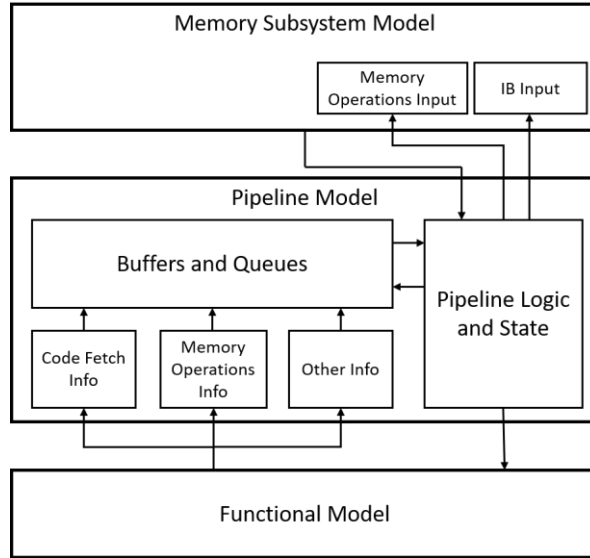 Memory Subsystem Model
Memory
Operations Input
IB Input
Pipeline Model
Buffers and Queues
Pipeline Logic
and State
Code Fetch
Info
Memory
Operations
Info
Other Info
Functional Model